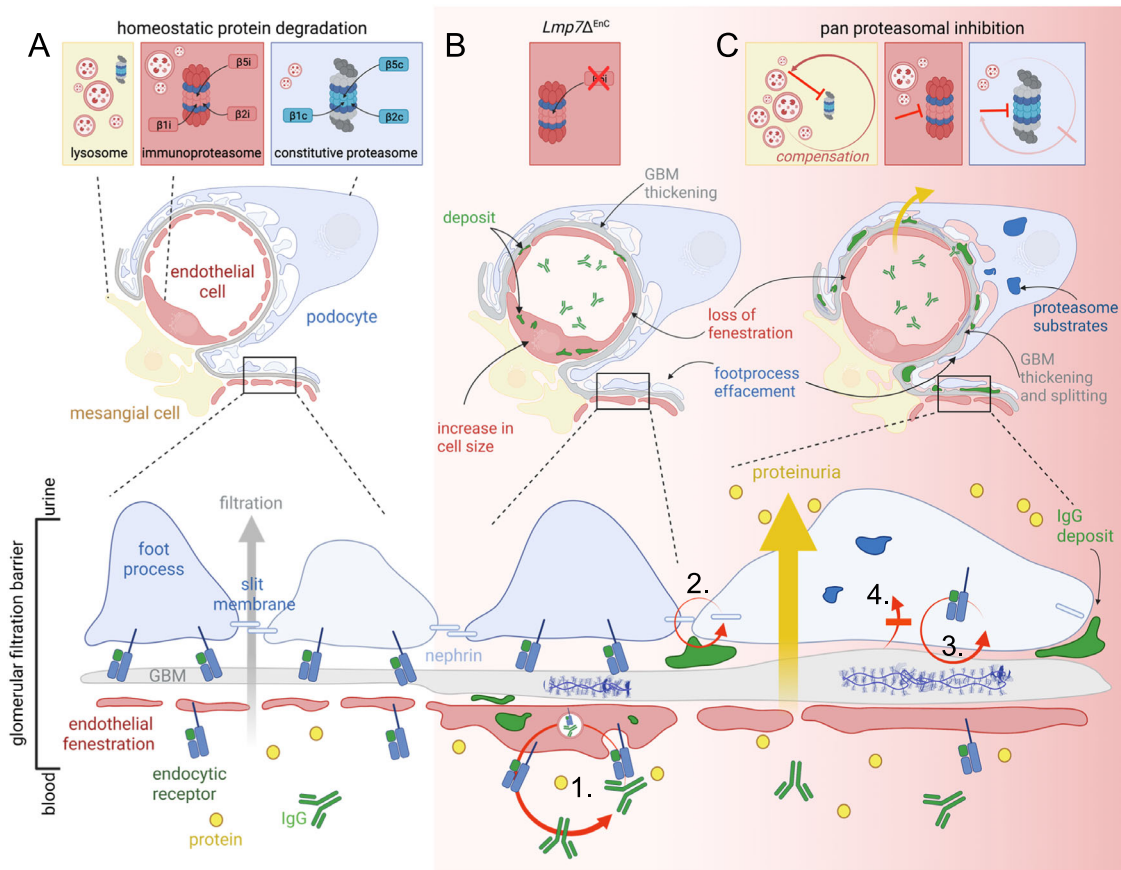 A
homeostatic protein degradation
β5i
β1i
β2i
β5c
β1c
β2c
lysosome
immunoproteasome
constitutive proteasome
endothelial
cell
podocyte
mesangial cell
B
Lmp7Δ^EnC
β5i
GBM
thickening
deposit
loss of
fenestration
footprocess
effacement
increase in
cell size
C
pan proteasomal inhibition
compensation
proteasome
substrates
GBM
thickening
and splitting
glomerular filtration barrier
urine
blood
filtration
foot
process
slit
membrane
nephrin
GBM
endothelial
fenestration
endocytic
receptor
IgG
protein
1.
2.
proteinuria
IgG
deposit
4.
3.